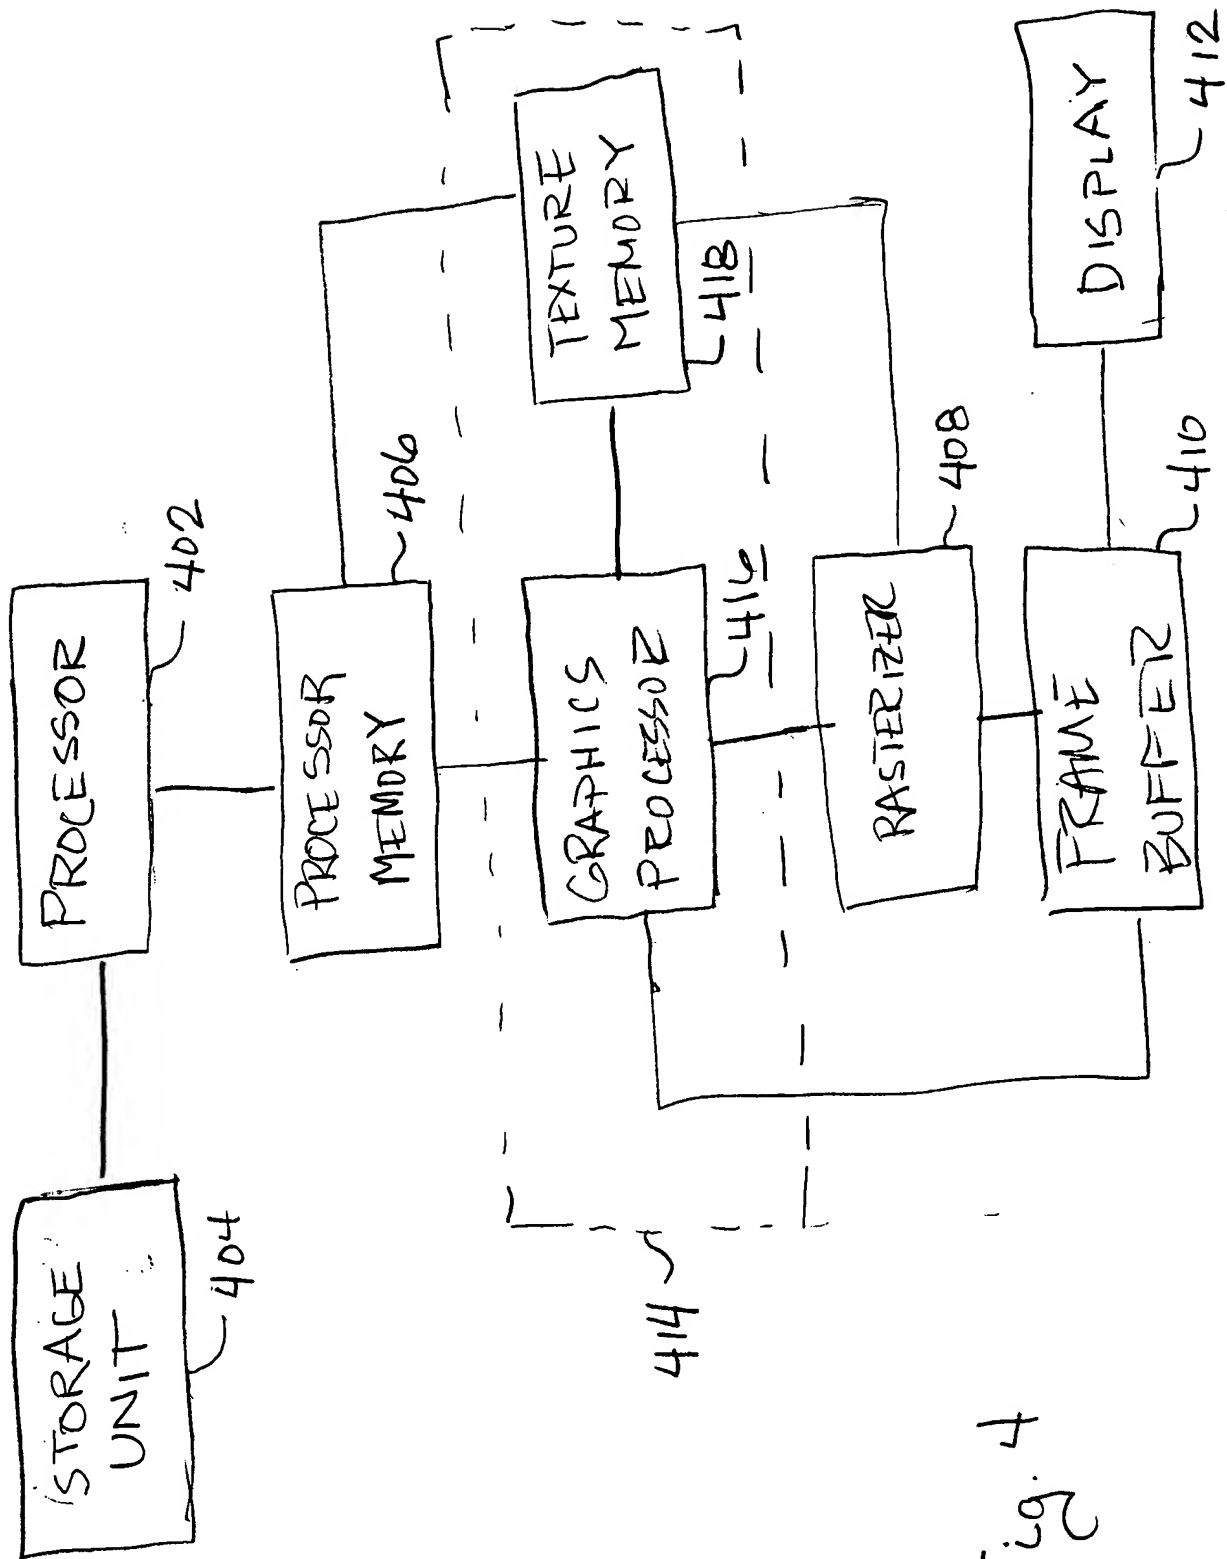 STORAGE
UNIT
404
PROCESSOR
402
PROCESSOR
MEMORY
406
414
GRAPHICS
PROCESSOR
416
TEXTURE
MEMORY
418
RASTERIZER
408
FRAME
BUFFER
410
DISPLAY
412
ig. 4